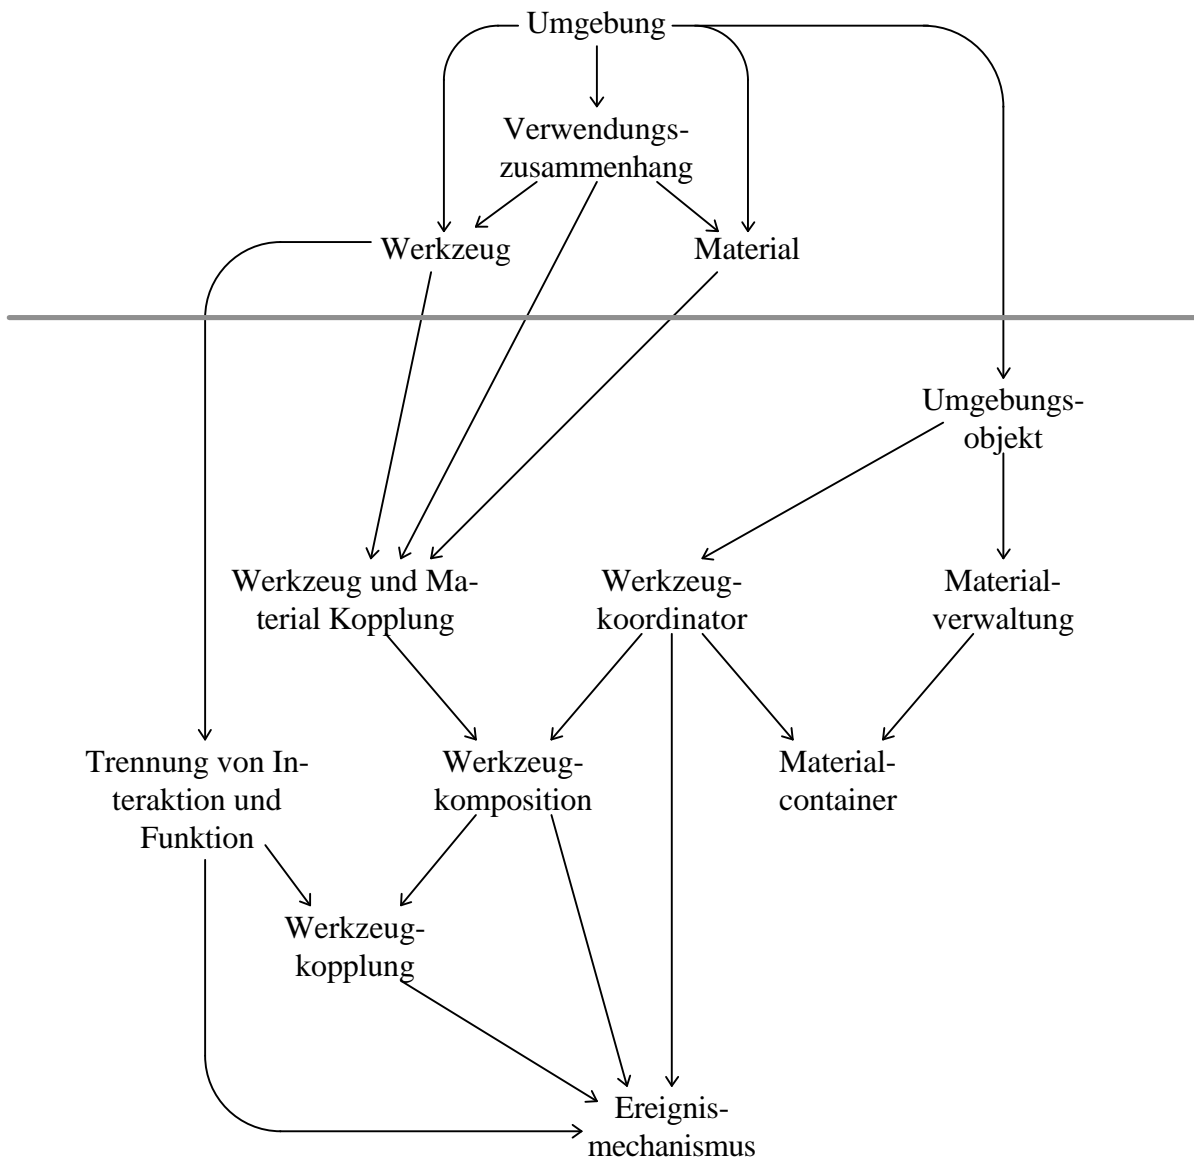 Umgebung
Verwendungs-
zusammenhang
Werkzeug
Material
Umgebungs-
objekt
Werkzeug und Ma-
terial Kopplung
Werkzeug-
koordinator
Material-
verwaltung
Trennung von In-
teraktion und
Funktion
Werkzeug-
komposition
Material-
container
Werkzeug-
kopplung
Ereignis-
mechanismus